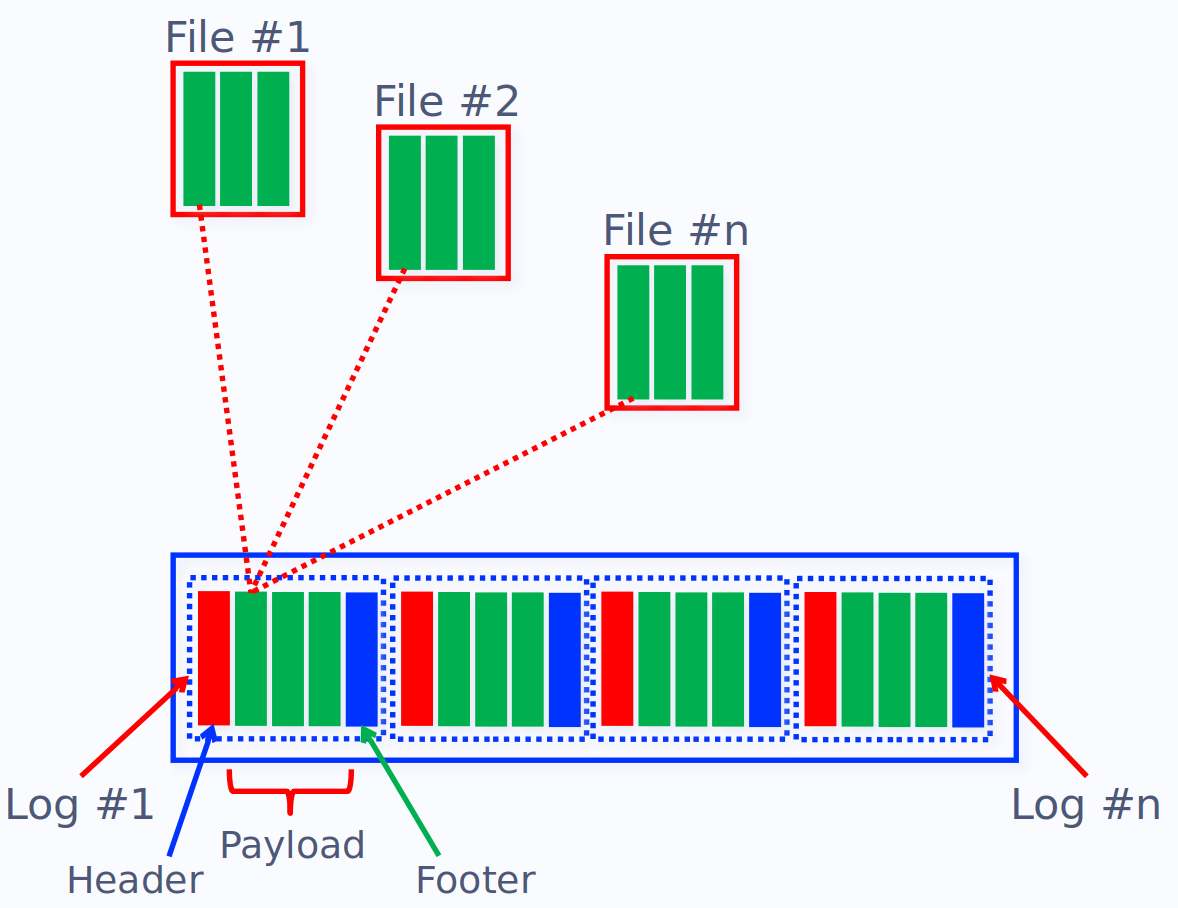 File #1
File #2
File #n
Log #1
Log #n
Payload
Header
Footer